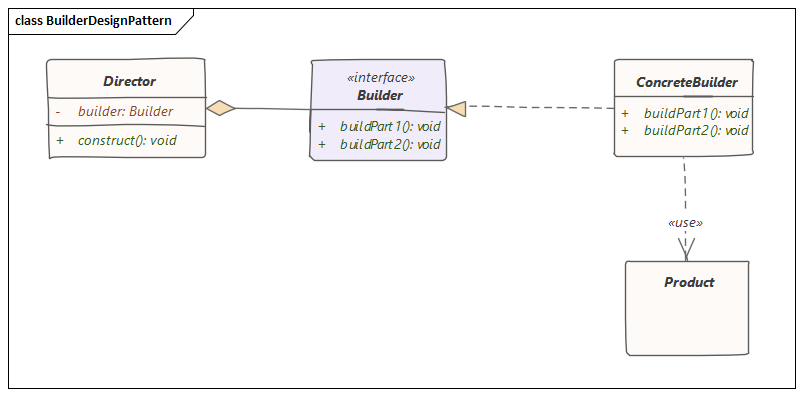 class BuilderDesignPattern
Director
- builder: Builder
+ construct(): void
«interface»
Builder
+ buildPart1(): void
+ buildPart2(): void
ConcreteBuilder
+ buildPart1(): void
+ buildPart2(): void
«use»
Product